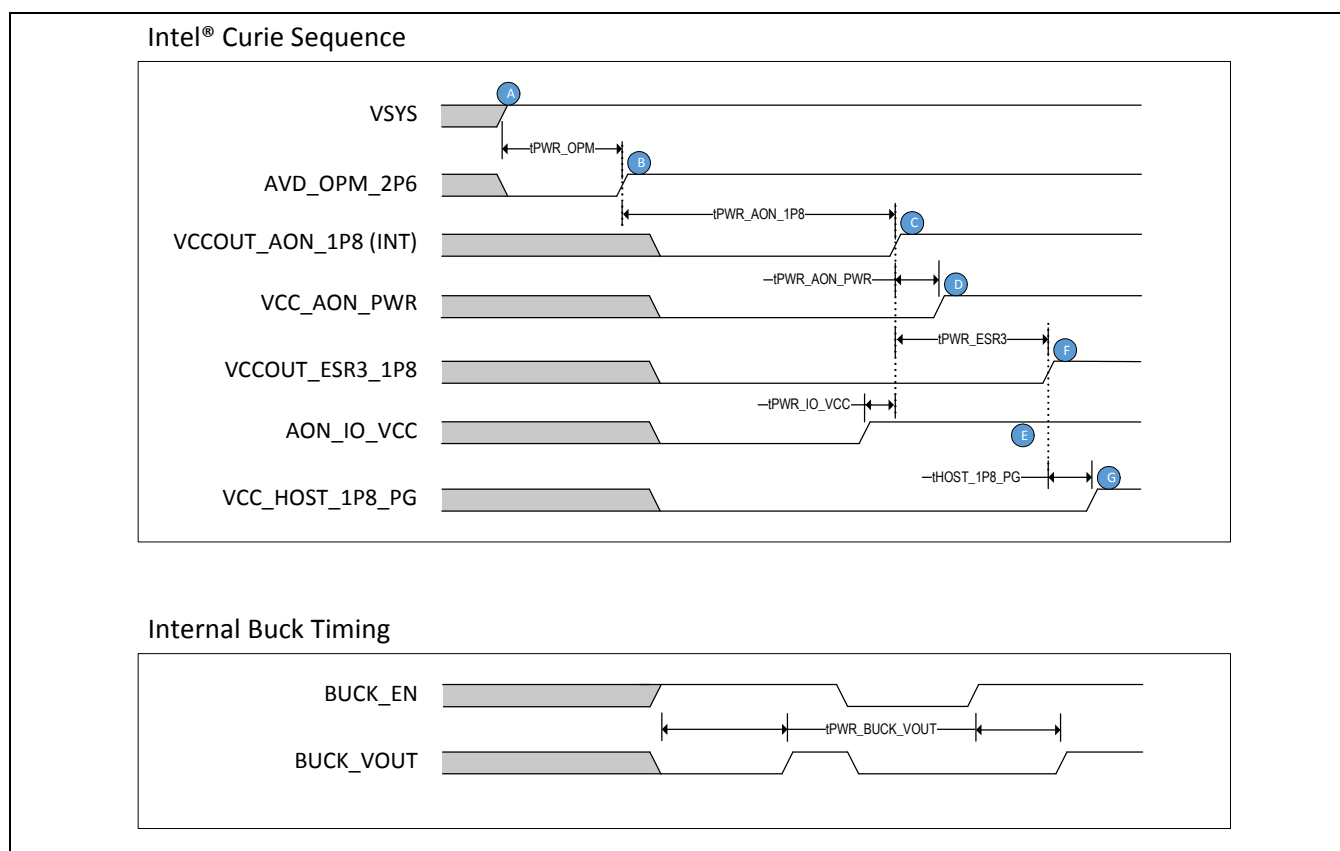 Intel® Curie Sequence
A
VSYS
tPWR_OPM
B
AVD_OPM_2P6
tPWR_AON_1P8
C
VCCOUT_AON_1P8 (INT)
tPWR_AON_PWR
D
VCC_AON_PWR
tPWR_ESR3
F
VCCOUT_ESR3_1P8
tPWR_IO_VCC
AON_IO_VCC
E
tHOST_1P8_PG
G
VCC_HOST_1P8_PG
Internal Buck Timing
BUCK_EN
tPWR_BUCK_VOUT
BUCK_VOUT